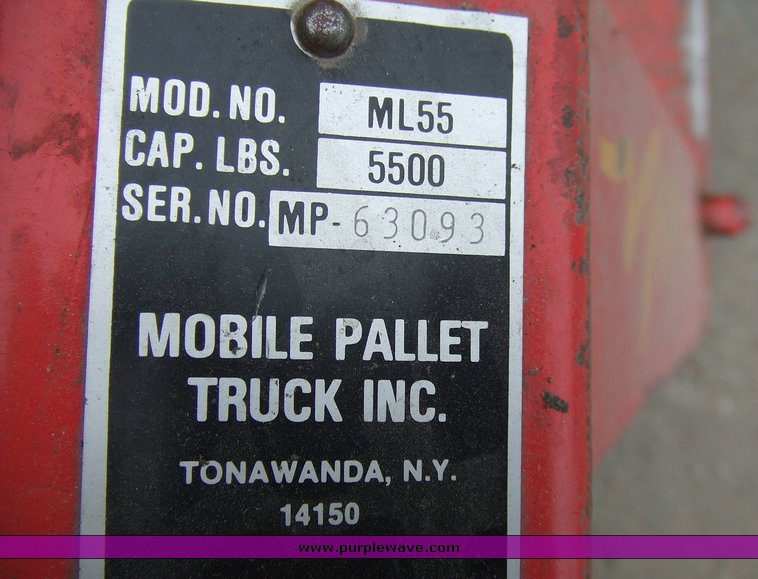 MOD. NO. ML55
CAP. LBS. 5500
SER. NO. MP-63093
MOBILE PALLET
TRUCK INC.
TONAWANDA, N.Y.
14150
www.purplewave.com